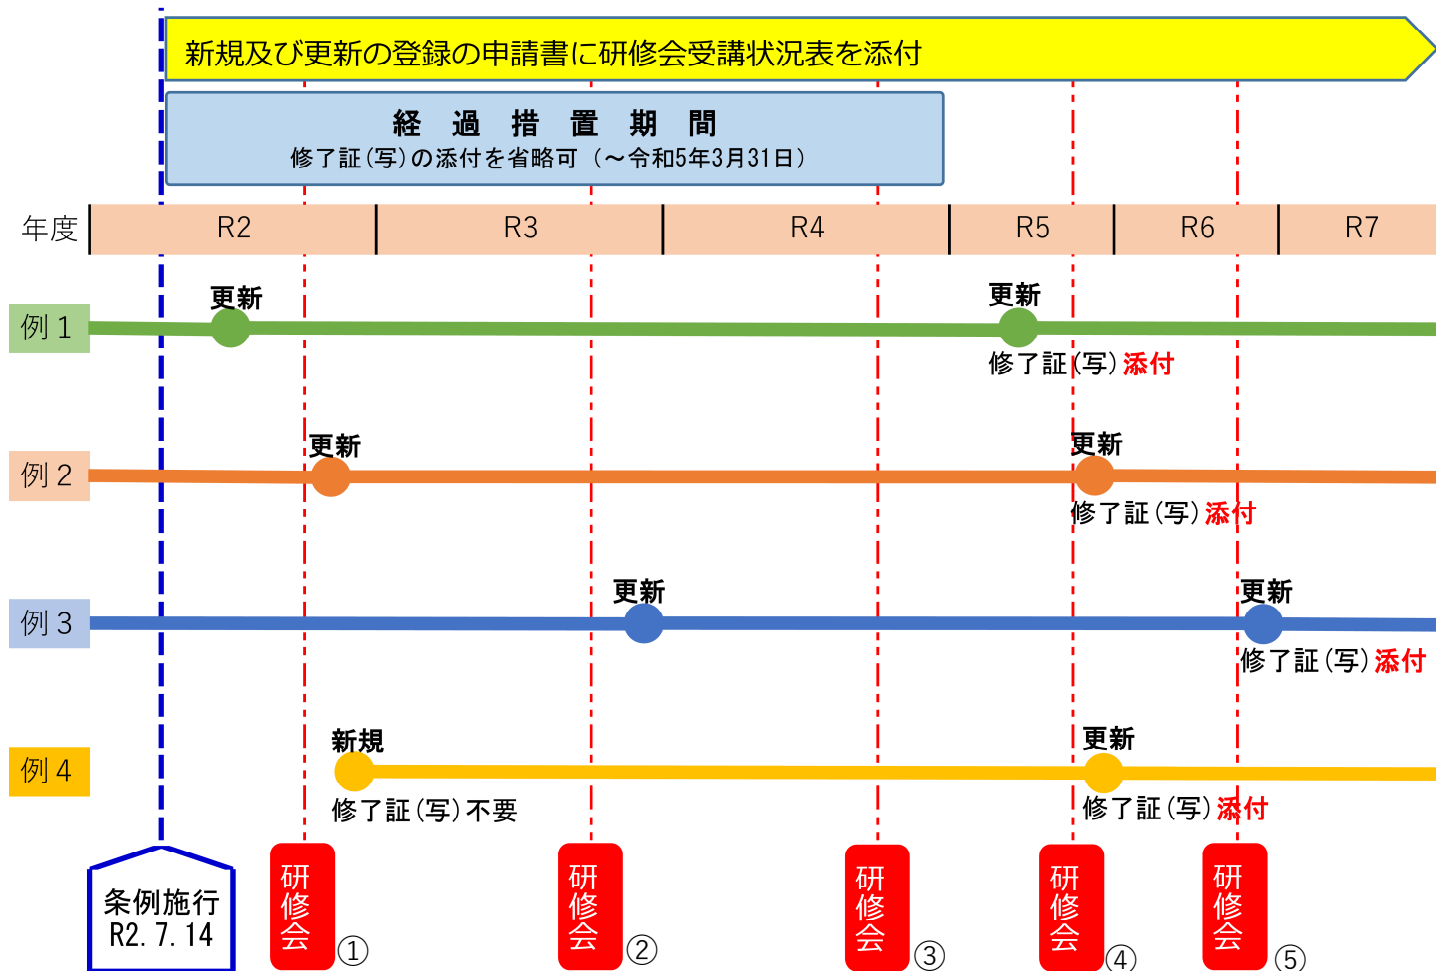 新規及び更新の登録の申請書に研修会受講状況表を添付
経過措置期間
修了証(写)の添付を省略可（～令和5年3月31日）
年度 R2 R3 R4 R5 R6 R7
更新 更新
例1
修了証(写)添付
更新 更新
例2
修了証(写)添付
更新 更新
例3
修了証(写)添付
新規 更新
例4
修了証(写)不要 修了証(写)添付
条例施行
R2.7.14
研修会 ①
研修会 ②
研修会 ③
研修会 ④
研修会 ⑤